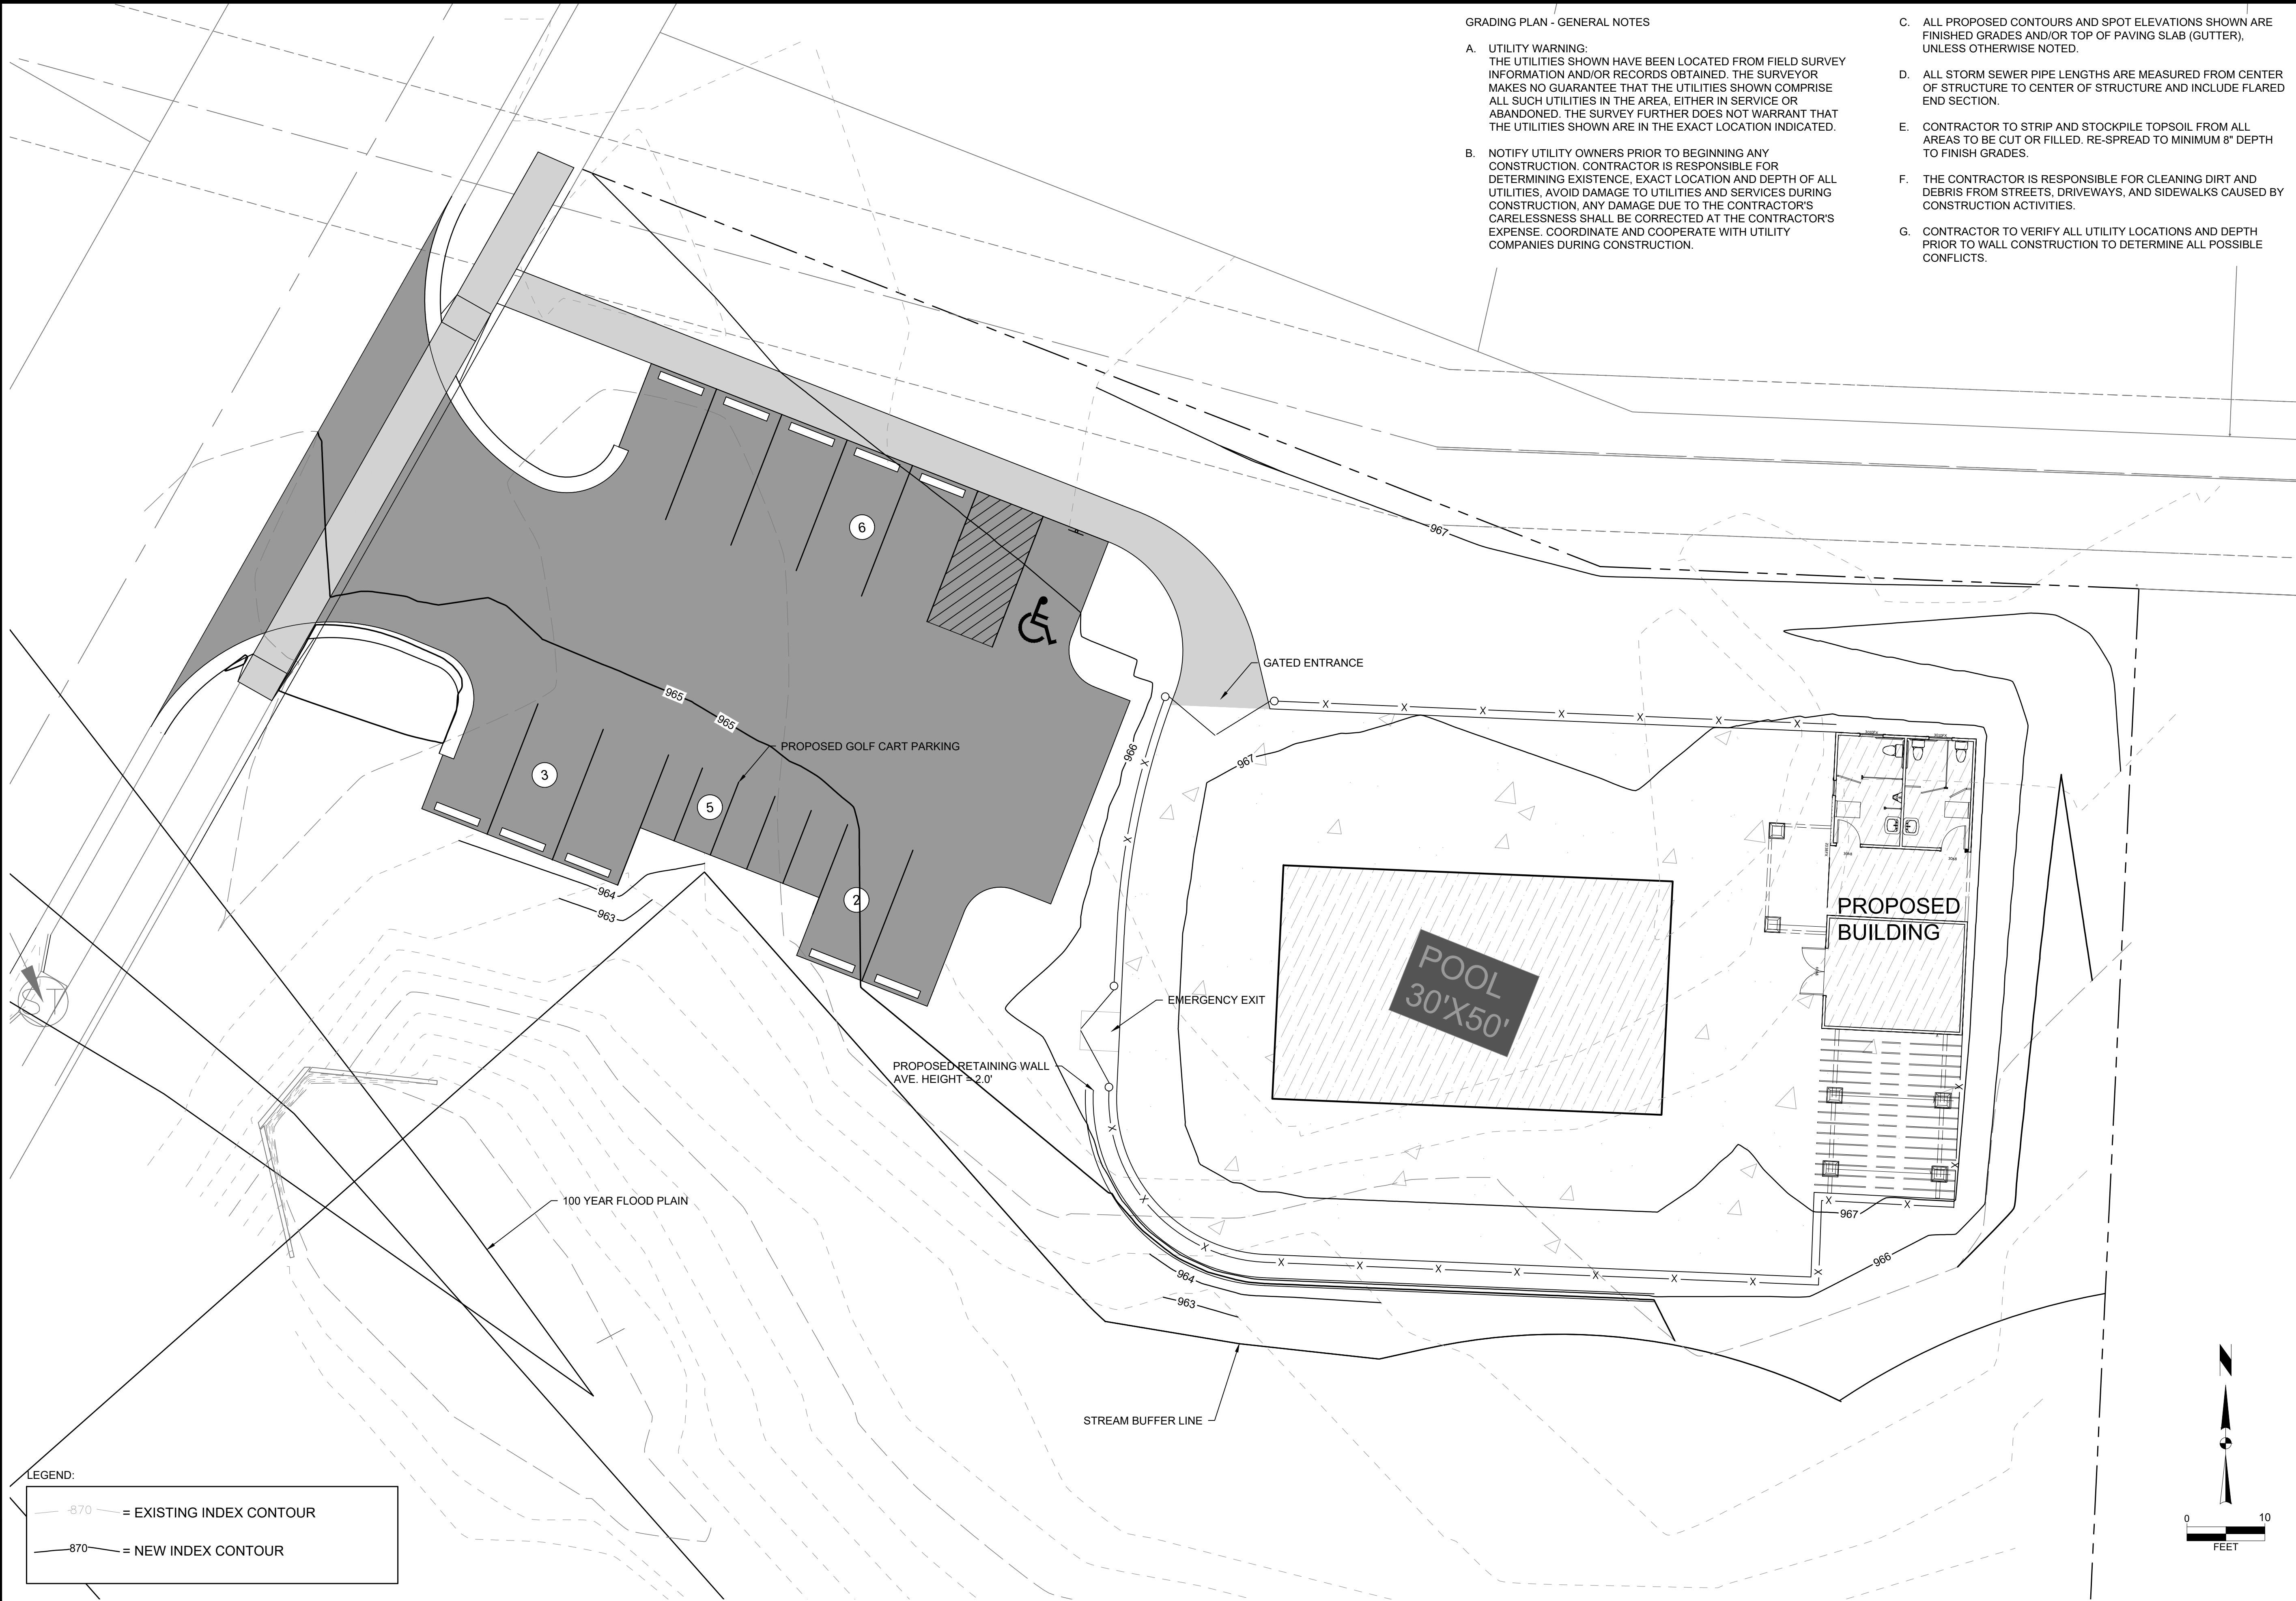 GRADING PLAN - GENERAL NOTES
A. UTILITY WARNING:
THE UTILITIES SHOWN HAVE BEEN LOCATED FROM FIELD SURVEY
INFORMATION AND/OR RECORDS OBTAINED. THE SURVEYOR
MAKES NO GUARANTEE THAT THE UTILITIES SHOWN COMPRISE
ALL SUCH UTILITIES IN THE AREA, EITHER IN SERVICE OR
ABANDONED. THE SURVEY FURTHER DOES NOT WARRANT THAT
THE UTILITIES SHOWN ARE IN THE EXACT LOCATION INDICATED.
B. NOTIFY UTILITY OWNERS PRIOR TO BEGINNING ANY
CONSTRUCTION. CONTRACTOR IS RESPONSIBLE FOR
DETERMINING EXISTENCE, EXACT LOCATION AND DEPTH OF ALL
UTILITIES, AVOID DAMAGE TO UTILITIES AND SERVICES DURING
CONSTRUCTION, ANY DAMAGE DUE TO THE CONTRACTOR'S
CARELESSNESS SHALL BE CORRECTED AT THE CONTRACTOR'S
EXPENSE. COORDINATE AND COOPERATE WITH UTILITY
COMPANIES DURING CONSTRUCTION.
C. ALL PROPOSED CONTOURS AND SPOT ELEVATIONS SHOWN ARE
FINISHED GRADES AND/OR TOP OF PAVING SLAB (GUTTER),
UNLESS OTHERWISE NOTED.
D. ALL STORM SEWER PIPE LENGTHS ARE MEASURED FROM CENTER
OF STRUCTURE TO CENTER OF STRUCTURE AND INCLUDE FLARED
END SECTION.
E. CONTRACTOR TO STRIP AND STOCKPILE TOPSOIL FROM ALL
AREAS TO BE CUT OR FILLED. RE-SPREAD TO MINIMUM 8" DEPTH
TO FINISH GRADES.
F. THE CONTRACTOR IS RESPONSIBLE FOR CLEANING DIRT AND
DEBRIS FROM STREETS, DRIVEWAYS, AND SIDEWALKS CAUSED BY
CONSTRUCTION ACTIVITIES.
G. CONTRACTOR TO VERIFY ALL UTILITY LOCATIONS AND DEPTH
PRIOR TO WALL CONSTRUCTION TO DETERMINE ALL POSSIBLE
CONFLICTS.
6
967
GATED ENTRANCE
965
965
PROPOSED GOLF CART PARKING
966
967
3
5
2
964
963
PROPOSED
BUILDING
POOL
30'X50'
EMERGENCY EXIT
PROPOSED RETAINING WALL
AVE. HEIGHT = 2.0'
ST
100 YEAR FLOOD PLAIN
967
966
964
963
STREAM BUFFER LINE
N
0 10
FEET
LEGEND:
870 = EXISTING INDEX CONTOUR
870 = NEW INDEX CONTOUR